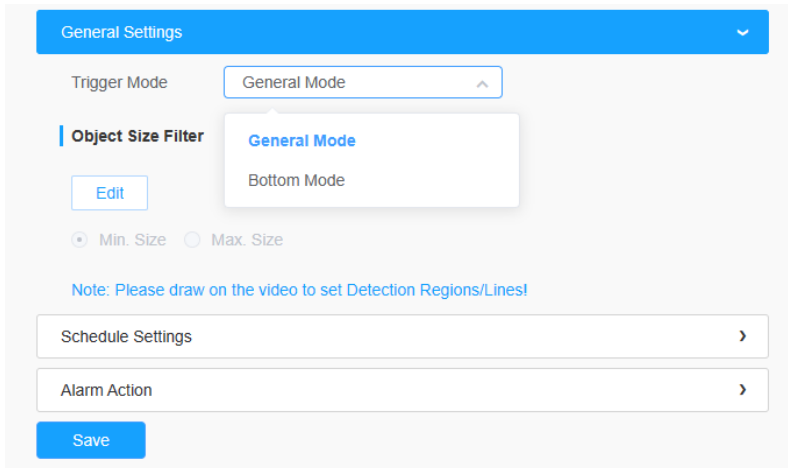 General Settings
Trigger Mode General Mode
Object Size Filter
General Mode
Bottom Mode
Edit
Min. Size Max. Size
Note: Please draw on the video to set Detection Regions/Lines!
Schedule Settings
Alarm Action
Save